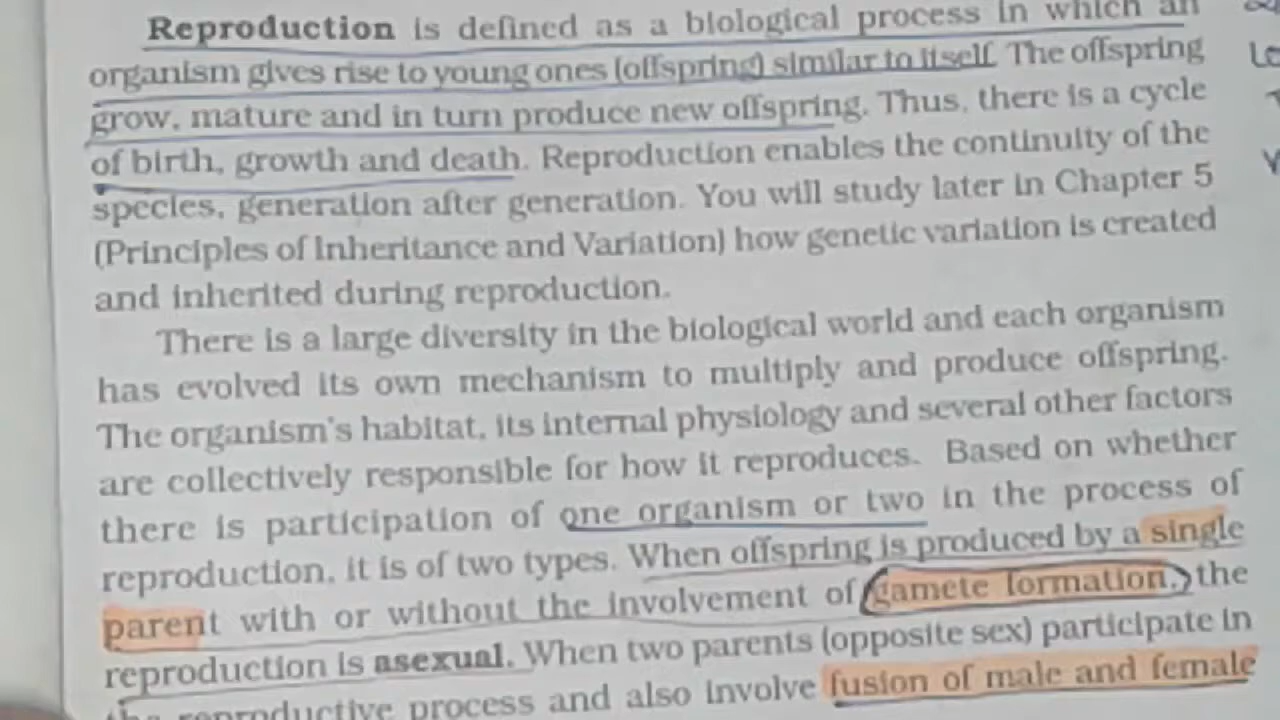 Reproduction is defined as a biological process in which an
organism gives rise to young ones (offspring) similar to itself. The offspring
grow, mature and in turn produce new offspring. Thus, there is a cycle
of birth, growth and death. Reproduction enables the continuity of the
species, generation after generation. You will study later in Chapter 5
(Principles of Inheritance and Variation) how genetic variation is created
and inherited during reproduction.
There is a large diversity in the biological world and each organism
has evolved its own mechanism to multiply and produce offspring.
The organism's habitat, its internal physiology and several other factors
are collectively responsible for how it reproduces. Based on whether
there is participation of one organism or two in the process of
reproduction, it is of two types. When offspring is produced by a single
parent with or without the involvement of gamete formation, the
reproduction is asexual. When two parents (opposite sex) participate in
the reproductive process and also involve fusion of male and female